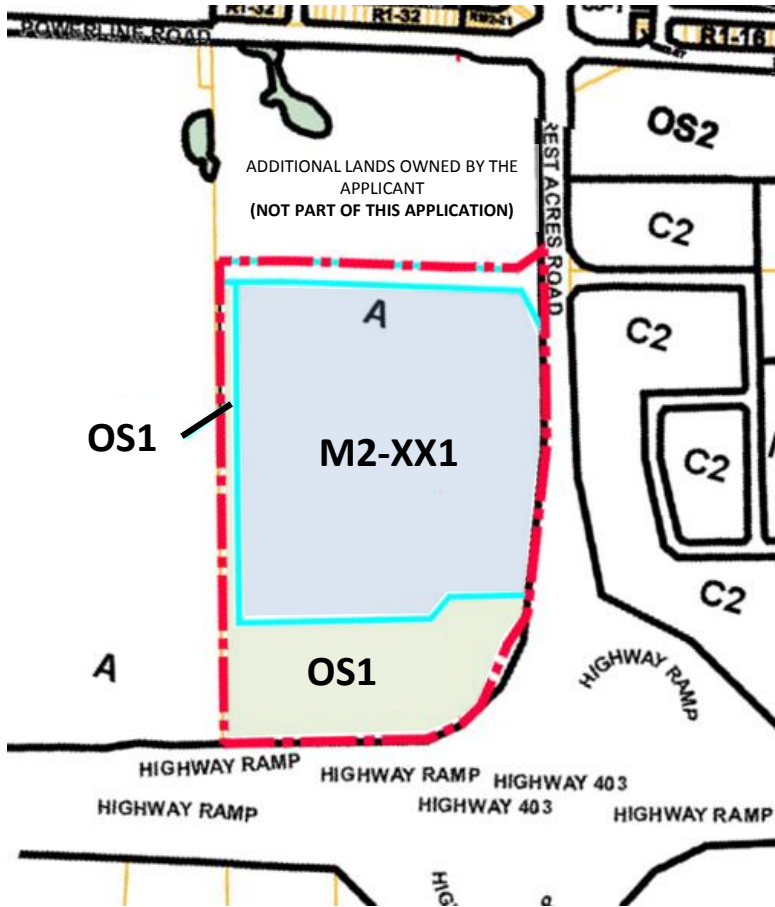 R1-32
R1-32
RM2-21
R1-16
POWERLINE ROAD
OS2
ADDITIONAL LANDS OWNED BY THE
APPLICANT
(NOT PART OF THIS APPLICATION)
REST ACRES ROAD
C2
A
C2
OS1
M2-XX1
C2
C2
A
OS1
HIGHWAY RAMP
HIGHWAY RAMP
HIGHWAY RAMP
HIGHWAY 403
HIGHWAY RAMP
HIGHWAY 403
HIGHWAY RAMP